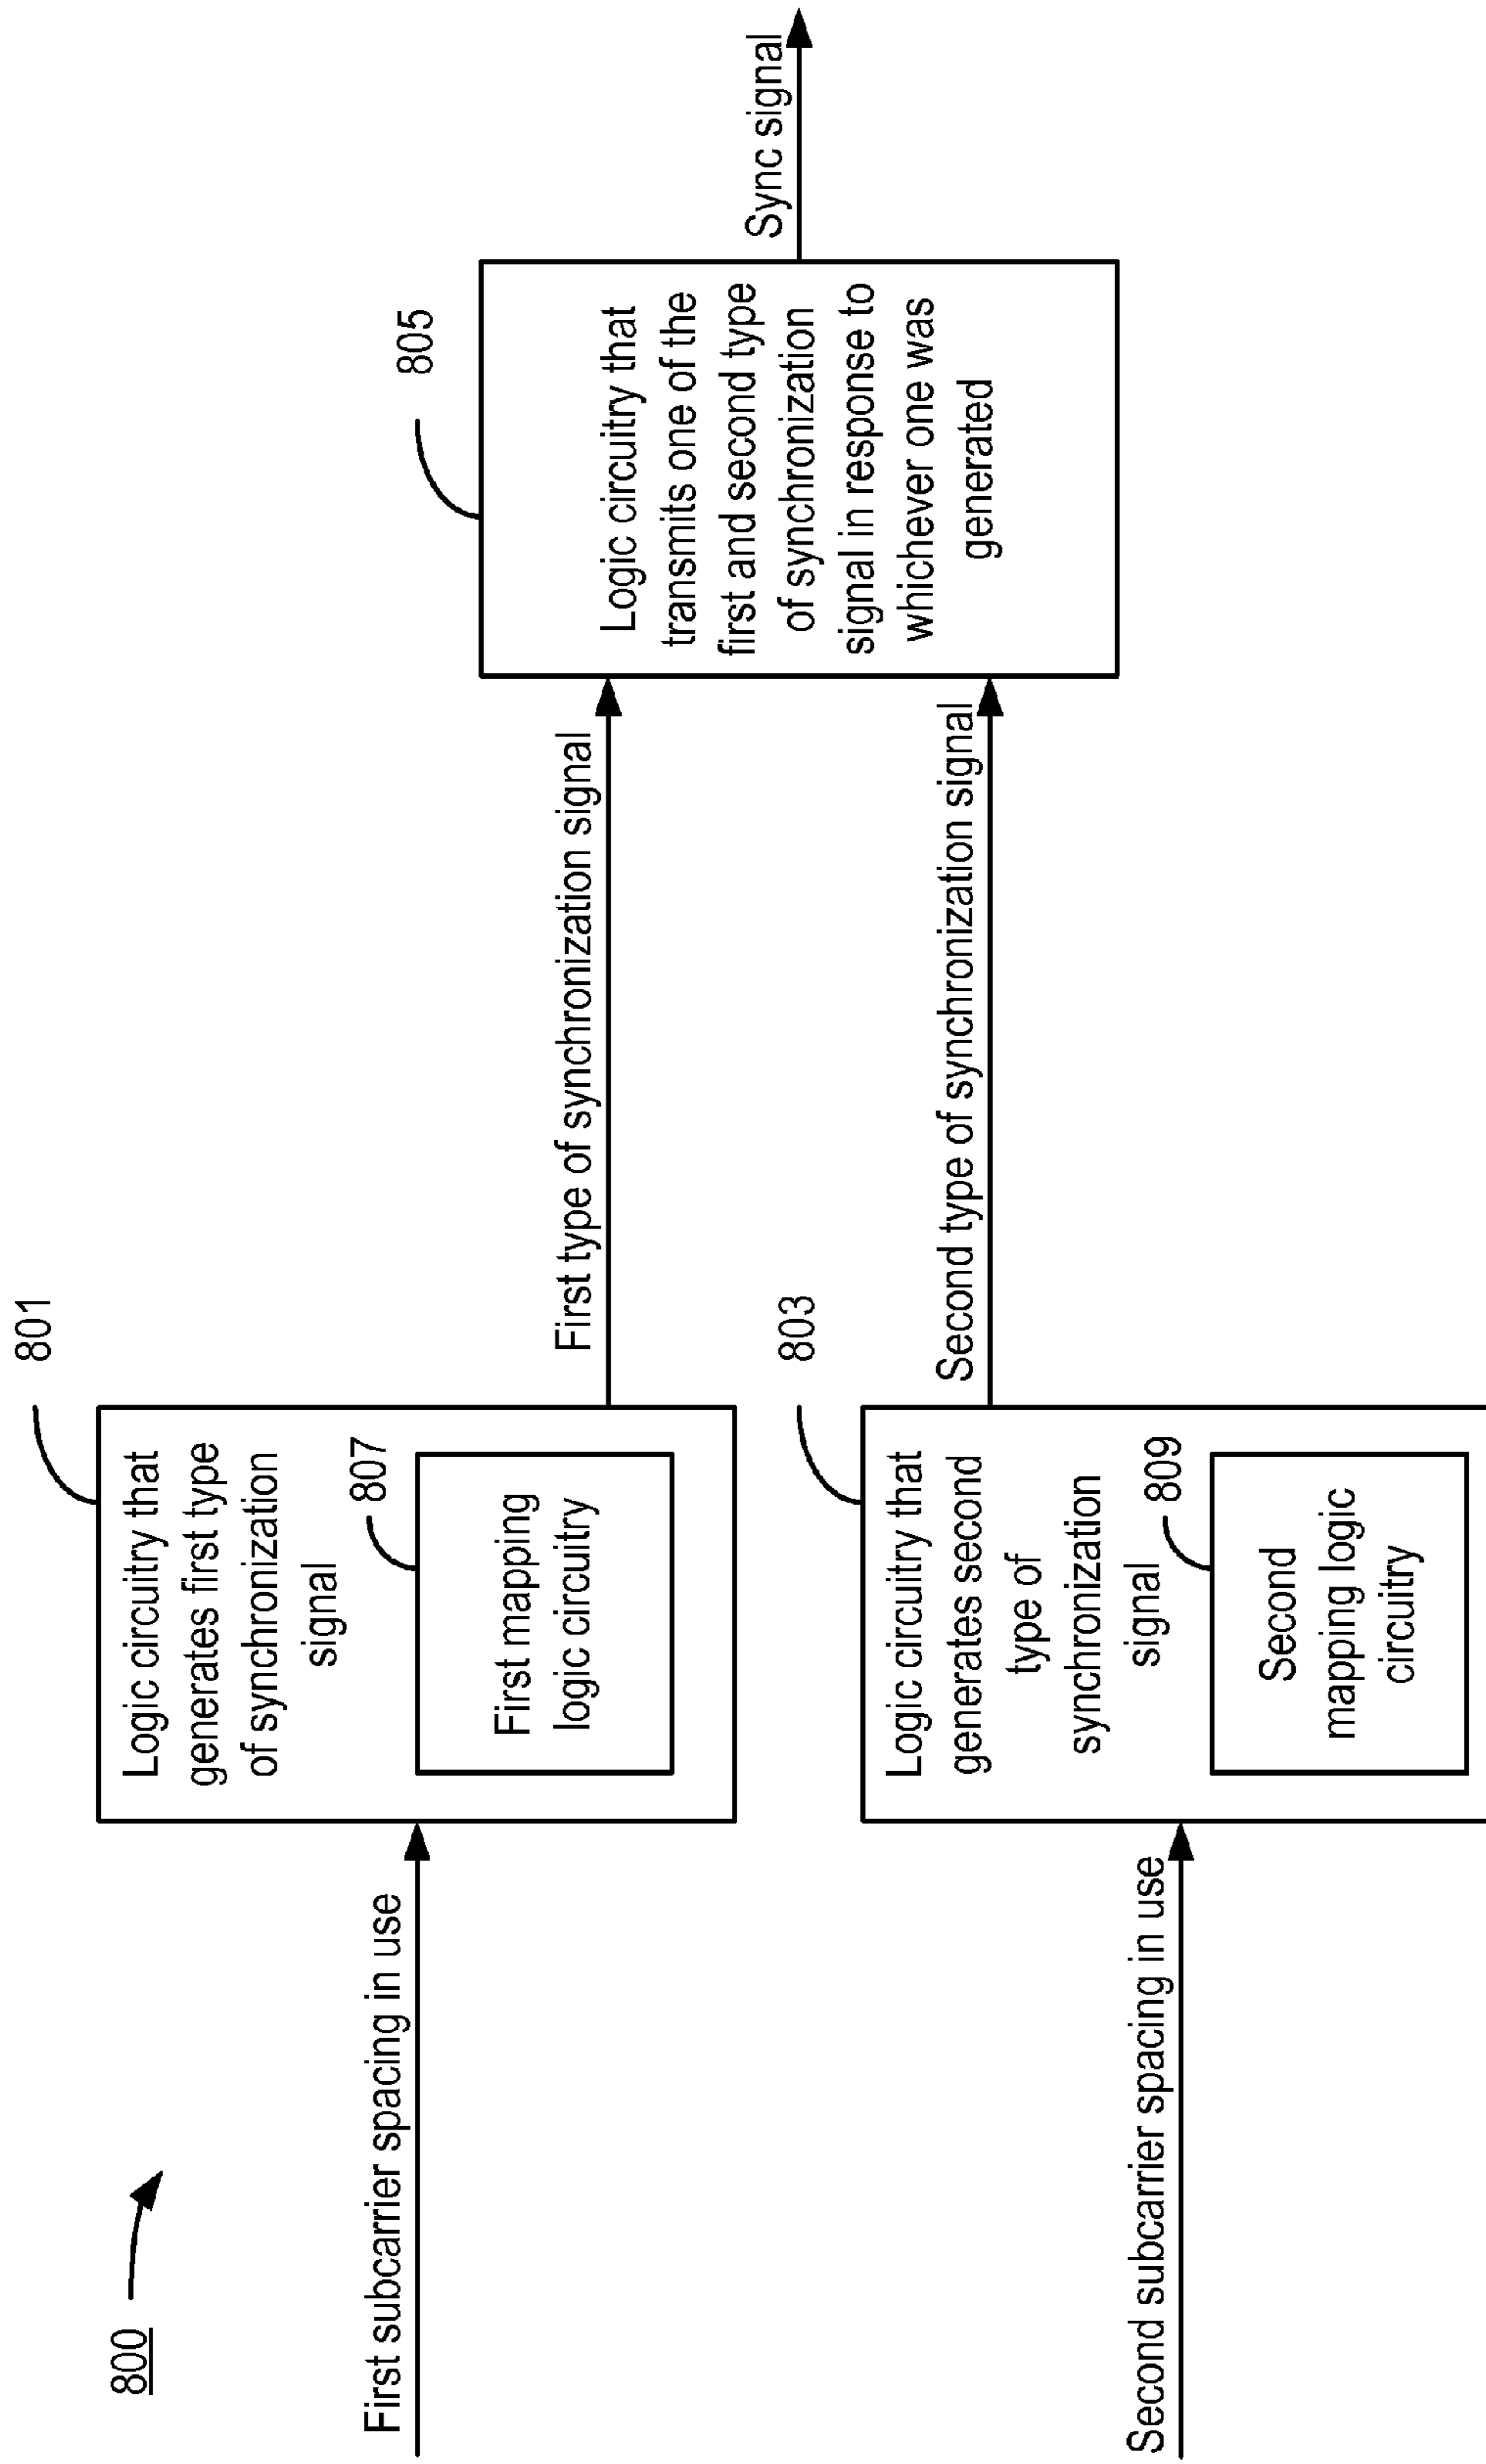 800
First subcarrier spacing in use
801
Logic circuitry that
generates first type
of synchronization
signal
807
First mapping
logic circuitry
First type of synchronization signal
Second subcarrier spacing in use
803
Logic circuitry that
generates second
type of
synchronization
signal
809
Second
mapping logic
circuitry
Second type of synchronization signal
805
Logic circuitry that
transmits one of the
first and second type
of synchronization
signal in response to
whichever one was
generated
Sync signal